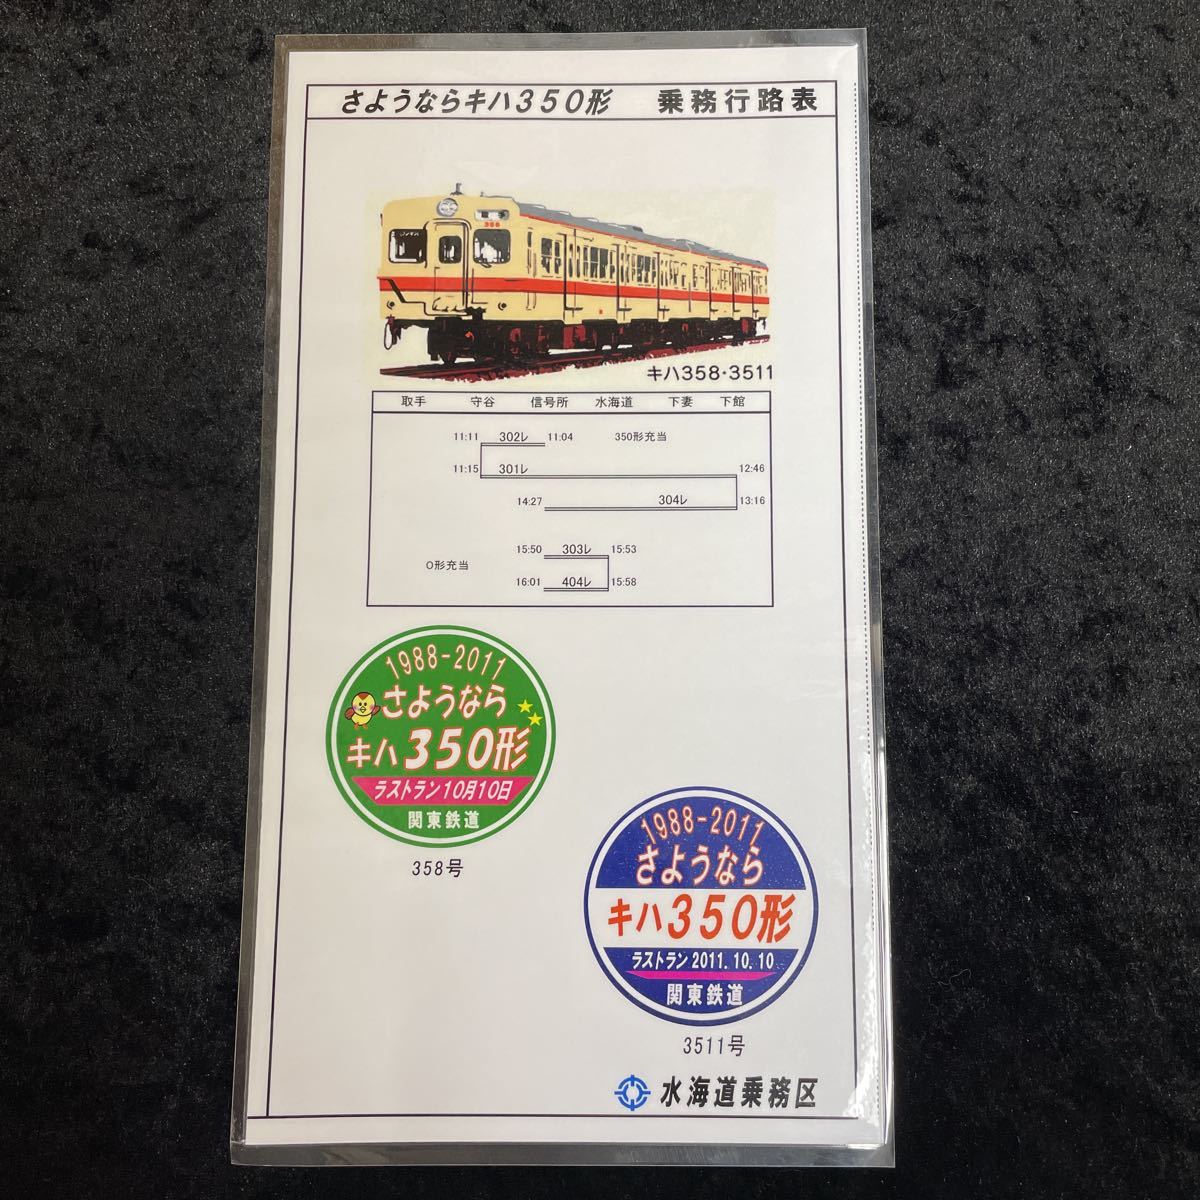 さようならキハ350形　乗務行路表
358
キハ358・3511
取手　守谷　信号所　水海道　下妻　下館
11:11　302レ　11:04　350形充当
11:15　301レ　12:46
14:27　304レ　13:16
15:50　303レ　15:53
O形充当
16:01　404レ　15:58
1988-2011
さようなら
キハ350形
ラストラン10月10日
関東鉄道
358号
1988-2011
さようなら
キハ350形
ラストラン2011.10.10
関東鉄道
3511号
水海道乗務区